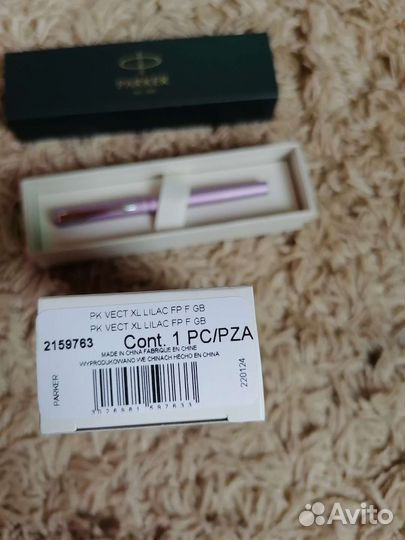 PARKER
PK VECT XL LILAC FP F GB
PK VECT XL LILAC FP F GB
2159763 Cont. 1 PC/PZA
MADE IN CHINA FABRIQUE EN CHINE
WYPRODUKOWANO WE CHINACH HECHO EN CHINA
PARKER
220124
Avito